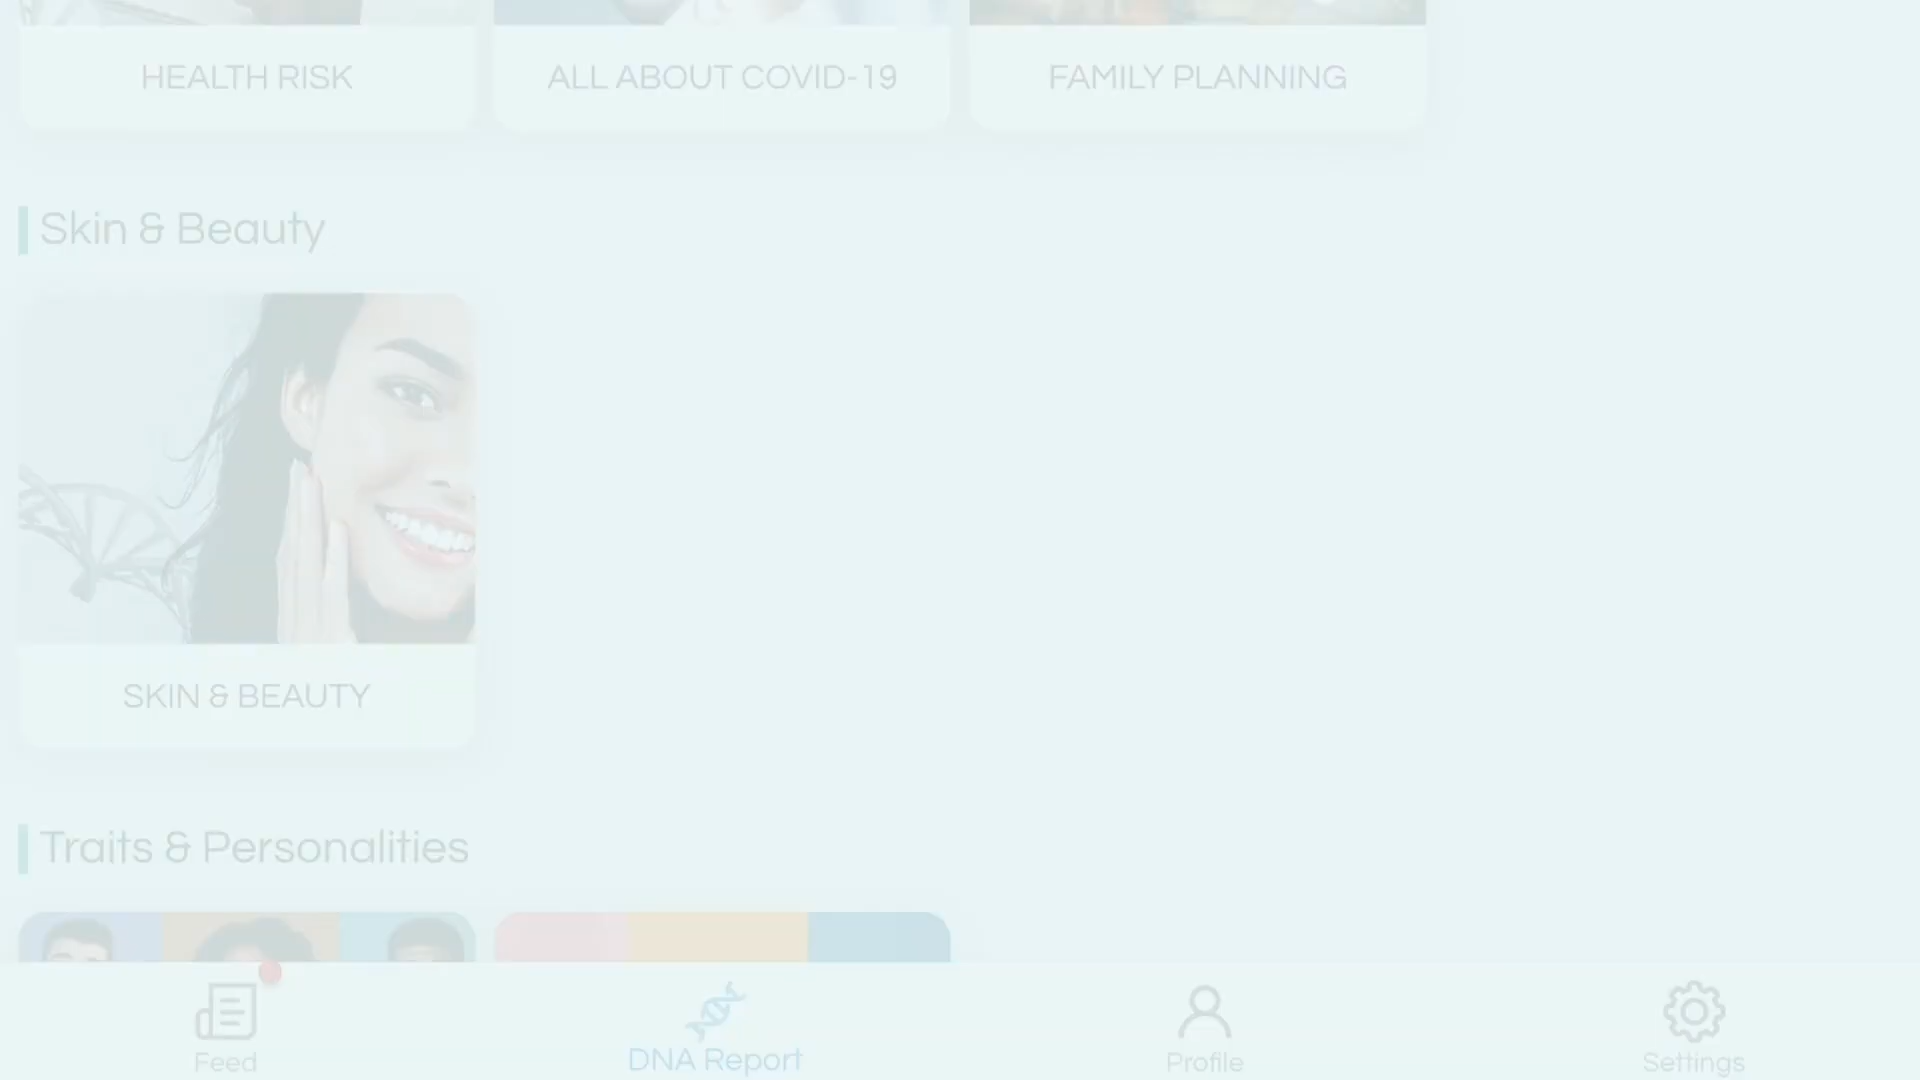 HEALTH RISK
ALL ABOUT COVID-19
FAMILY PLANNING
Skin & Beauty
SKIN & BEAUTY
Traits & Personalities
Feed
DNA Report
Profile
Settings